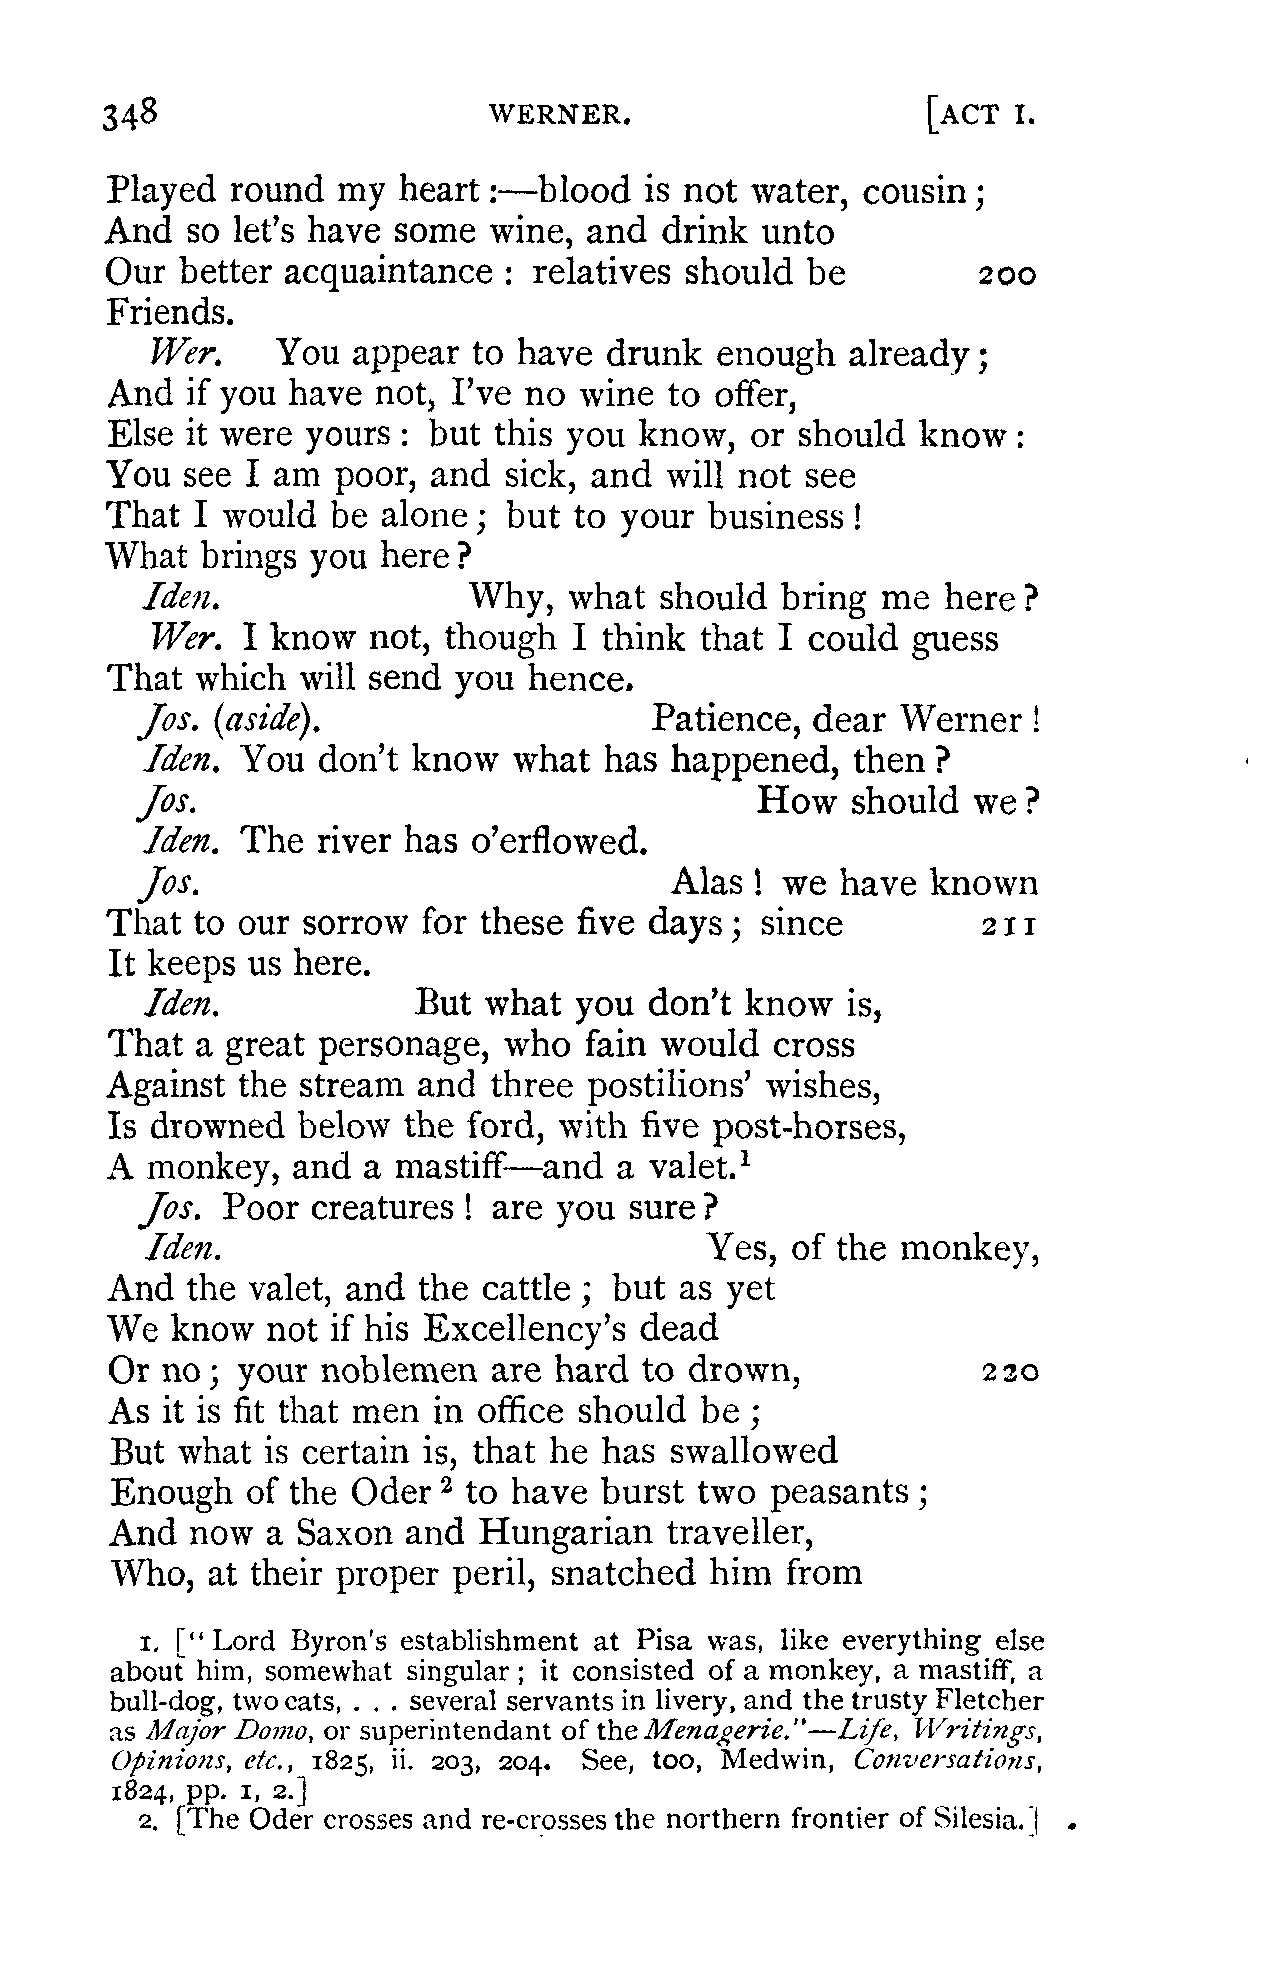 348 WERNER. [ACT I.
Played round my heart :—blood is not water, cousin ;
And so let's have some wine, and drink unto
Our better acquaintance : relatives should be 200
Friends.
Wer. You appear to have drunk enough already ;
And if you have not, I've no wine to offer,
Else it were yours : but this you know, or should know :
You see I am poor, and sick, and will not see
That I would be alone ; but to your business !
What brings you here ?
Iden. Why, what should bring me here ?
Wer. I know not, though I think that I could guess
That which will send you hence.
Jos. (aside). Patience, dear Werner !
Iden. You don't know what has happened, then ?
Jos. How should we ?
Iden. The river has o'erflowed.
Jos. Alas ! we have known
That to our sorrow for these five days ; since 211
It keeps us here.
Iden. But what you don't know is,
That a great personage, who fain would cross
Against the stream and three postilions' wishes,
Is drowned below the ford, with five post-horses,
A monkey, and a mastiff—and a valet.¹
Jos. Poor creatures ! are you sure ?
Iden. Yes, of the monkey,
And the valet, and the cattle ; but as yet
We know not if his Excellency's dead
Or no ; your noblemen are hard to drown, 220
As it is fit that men in office should be ;
But what is certain is, that he has swallowed
Enough of the Oder ² to have burst two peasants ;
And now a Saxon and Hungarian traveller,
Who, at their proper peril, snatched him from
1. ["Lord Byron's establishment at Pisa was, like everything else
about him, somewhat singular ; it consisted of a monkey, a mastiff, a
bull-dog, two cats, . . . several servants in livery, and the trusty Fletcher
as Major Domo, or superintendant of the Menagerie."—Life, Writings,
Opinions, etc., 1825, ii. 203, 204. See, too, Medwin, Conversations,
1824, pp. 1, 2.]
2. [The Oder crosses and re-crosses the northern frontier of Silesia.]